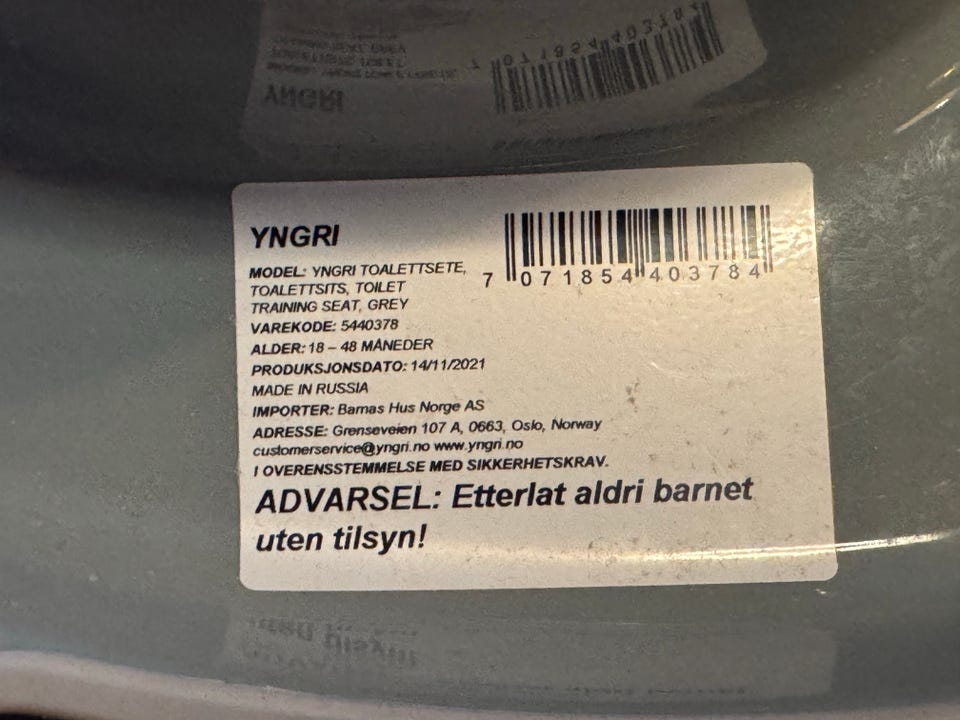 YNGRI
MODEL: YNGRI TOALETTSETE,
TOALETTSITS, TOILET
TRAINING SEAT, GREY
VAREKODE: 5440378
ALDER: 18 – 48 MÅNEDER
PRODUKSJONSDATO: 14/11/2021
MADE IN RUSSIA
IMPORTER: Barnas Hus Norge AS
ADRESSE: Grenseveien 107 A, 0663, Oslo, Norway
customerservice@yngri.no www.yngri.no
I OVERENSSTEMMELSE MED SIKKERHETSKRAV.
ADVARSEL: Etterlat aldri barnet
uten tilsyn!
7 071854 403784